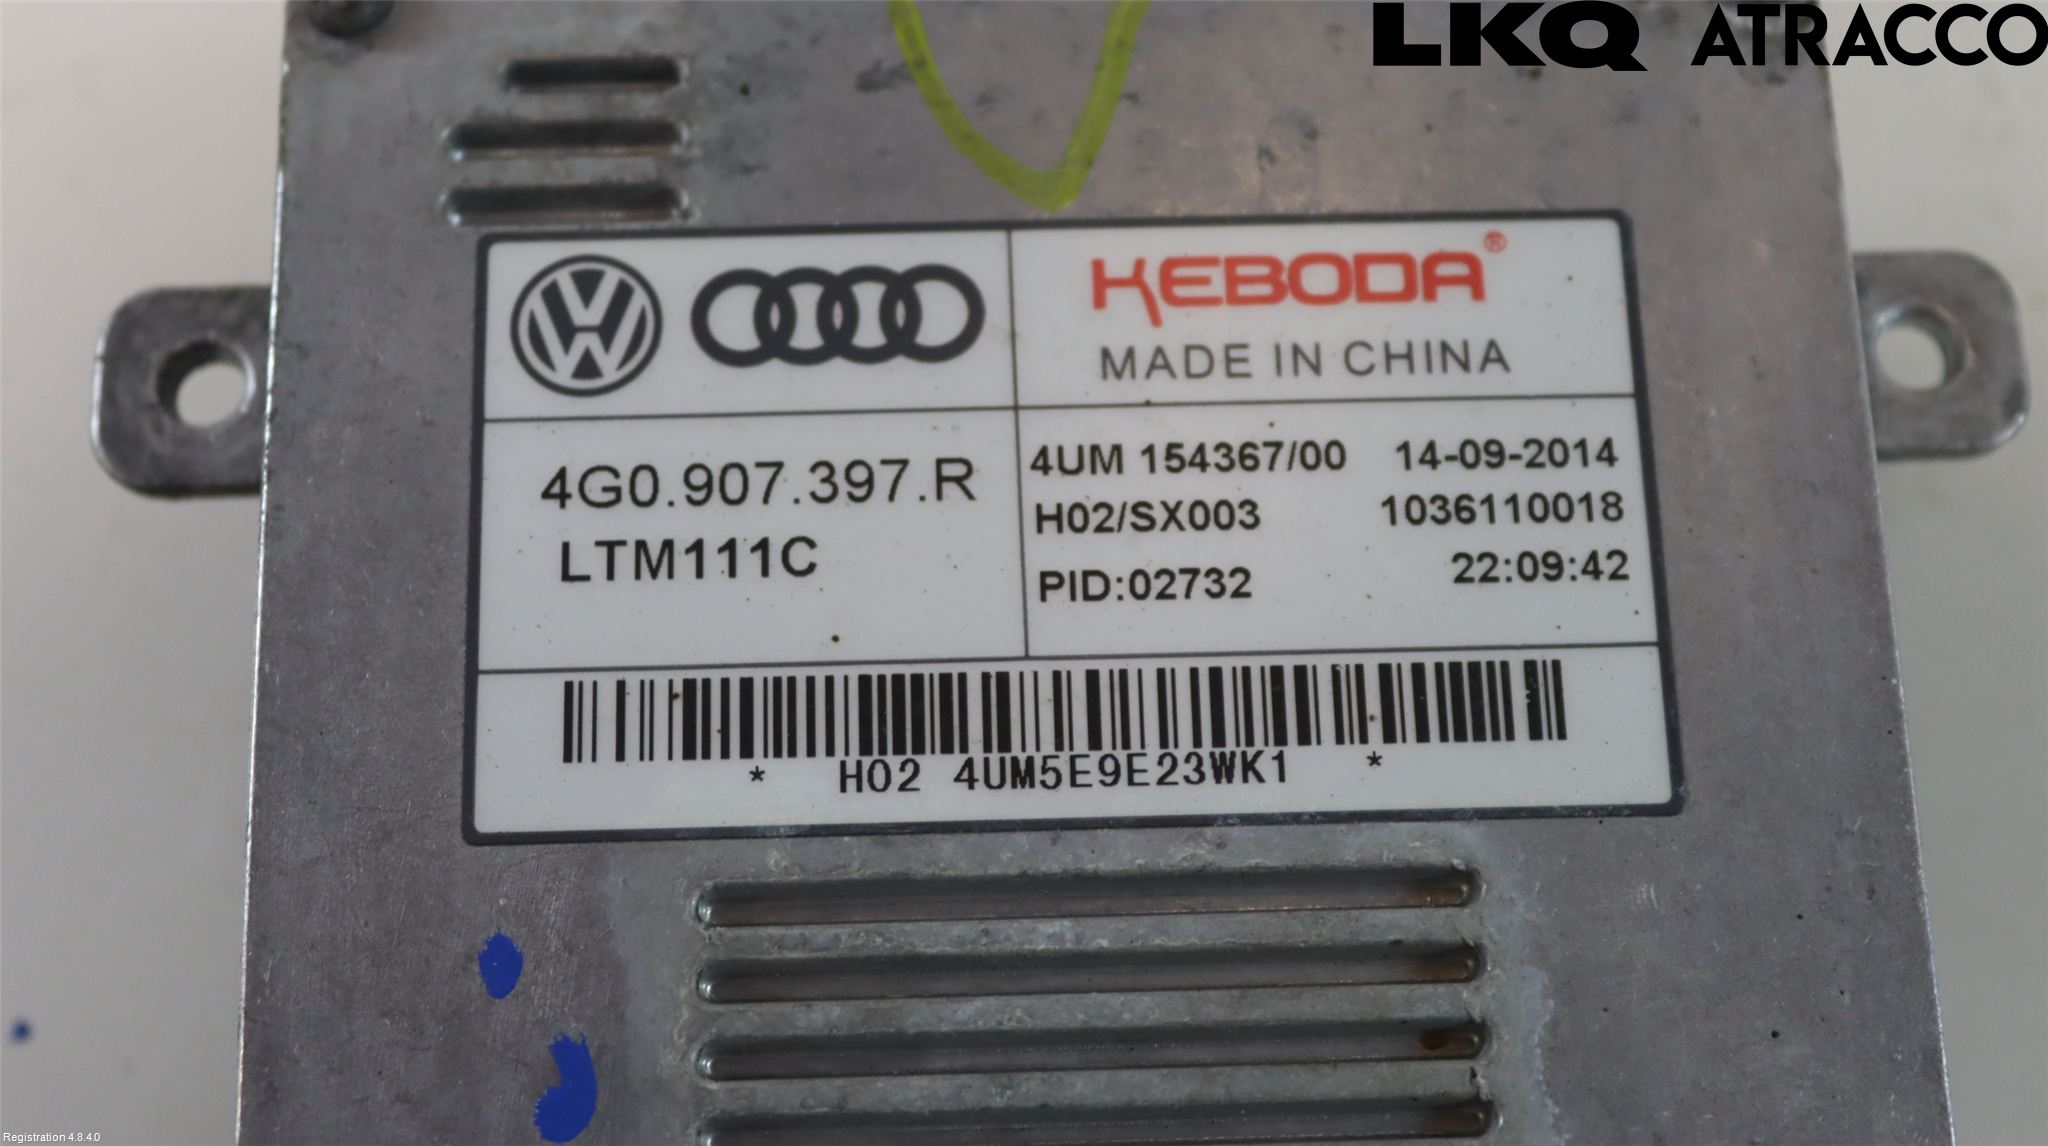 LKQ ATRACCO
VW
KEBODA®
MADE IN CHINA
4G0.907.397.R
LTM111C
4UM 154367/00 14-09-2014
H02/SX003 1036110018
PID:02732 22:09:42
* H02 4UM5E9E23WK1 *
Registration 4.8.4.0